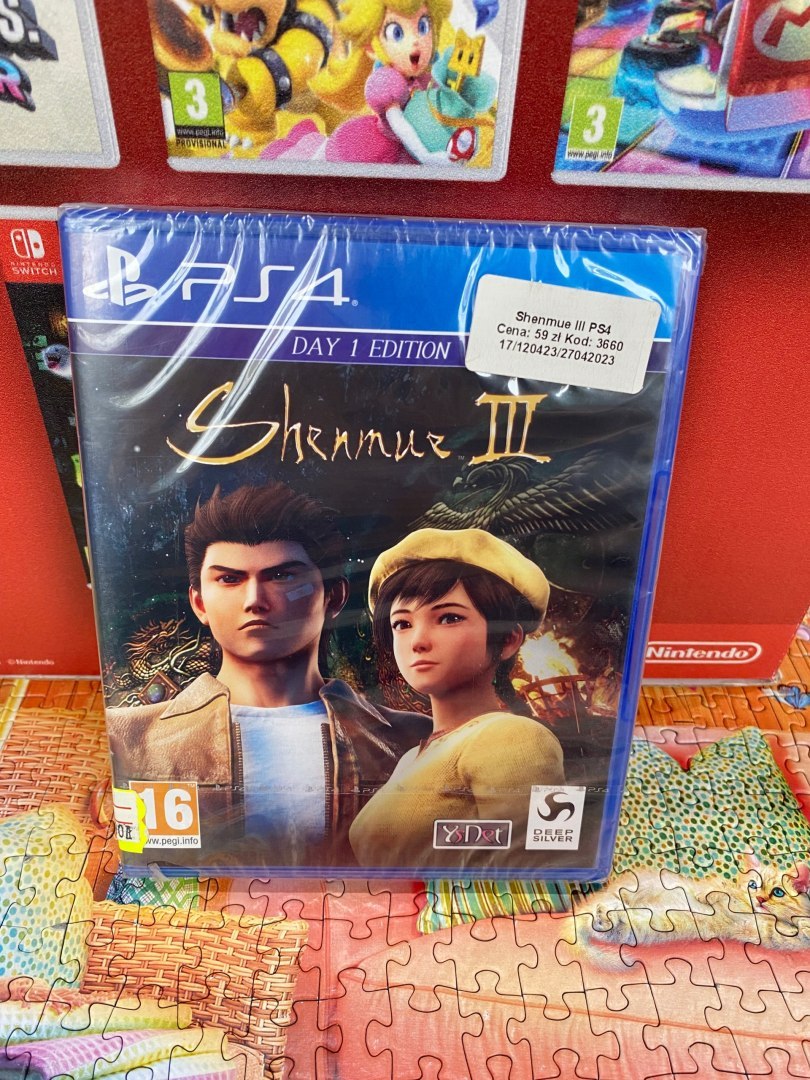 S.
3
www.pegi.info
PROVISIONAL
3
www.pegi.info
M
NINTENDO
SWITCH
PS4
Shenmue III PS4
Cena: 59 zł Kod: 3660
17/120423/27042023
DAY 1 EDITION
Shenmue III
©Nintendo
Nintendo
16
www.pegi.info
YsNet
DEEP
SILVER